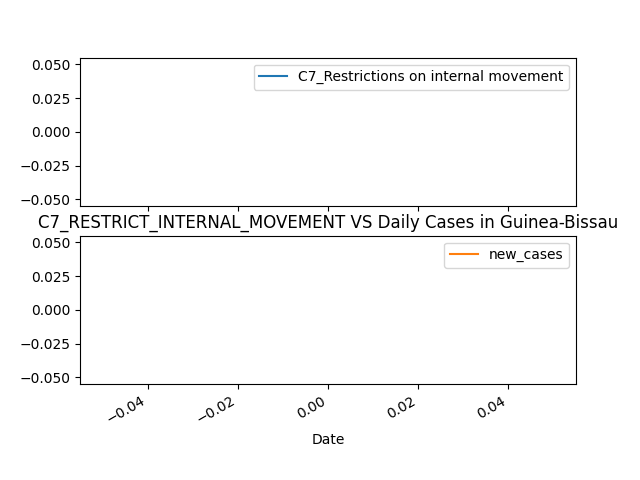 0.050
C7_Restrictions on internal movement
0.025
0.000
−0.025
−0.050
C7_RESTRICT_INTERNAL_MOVEMENT VS Daily Cases in Guinea-Bissau
0.050
new_cases
0.025
0.000
−0.025
−0.050
−0.04 −0.02 0.00 0.02 0.04
Date